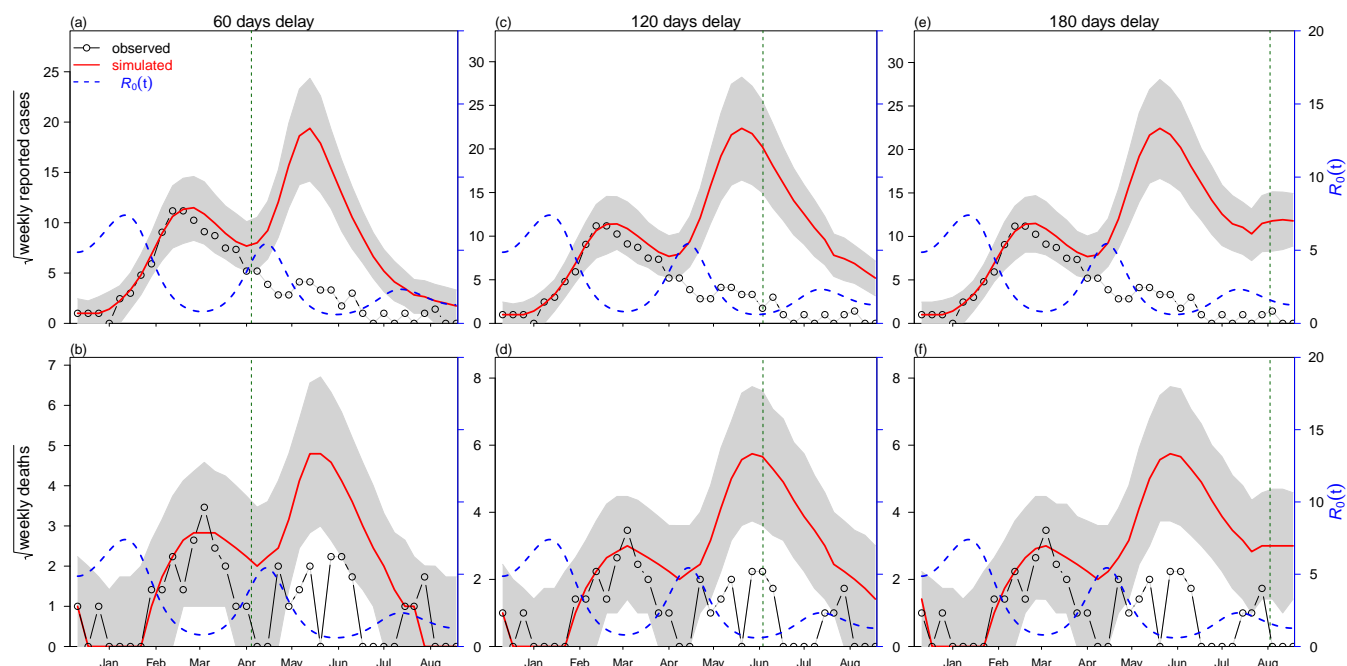 60 days delay
120 days delay
180 days delay
(a)
(c)
(e)
observed
simulated
R₀(t)
√weekly reported cases
0
5
10
15
20
25
0
5
10
15
20
25
30
0
5
10
15
20
25
30
0
5
10
15
20
R₀(t)
(b)
(d)
(f)
√weekly deaths
0
1
2
3
4
5
6
7
0
2
4
6
8
0
2
4
6
8
0
5
10
15
20
R₀(t)
Jan Feb Mar Apr May Jun Jul Aug
Jan Feb Mar Apr May Jun Jul Aug
Jan Feb Mar Apr May Jun Jul Aug